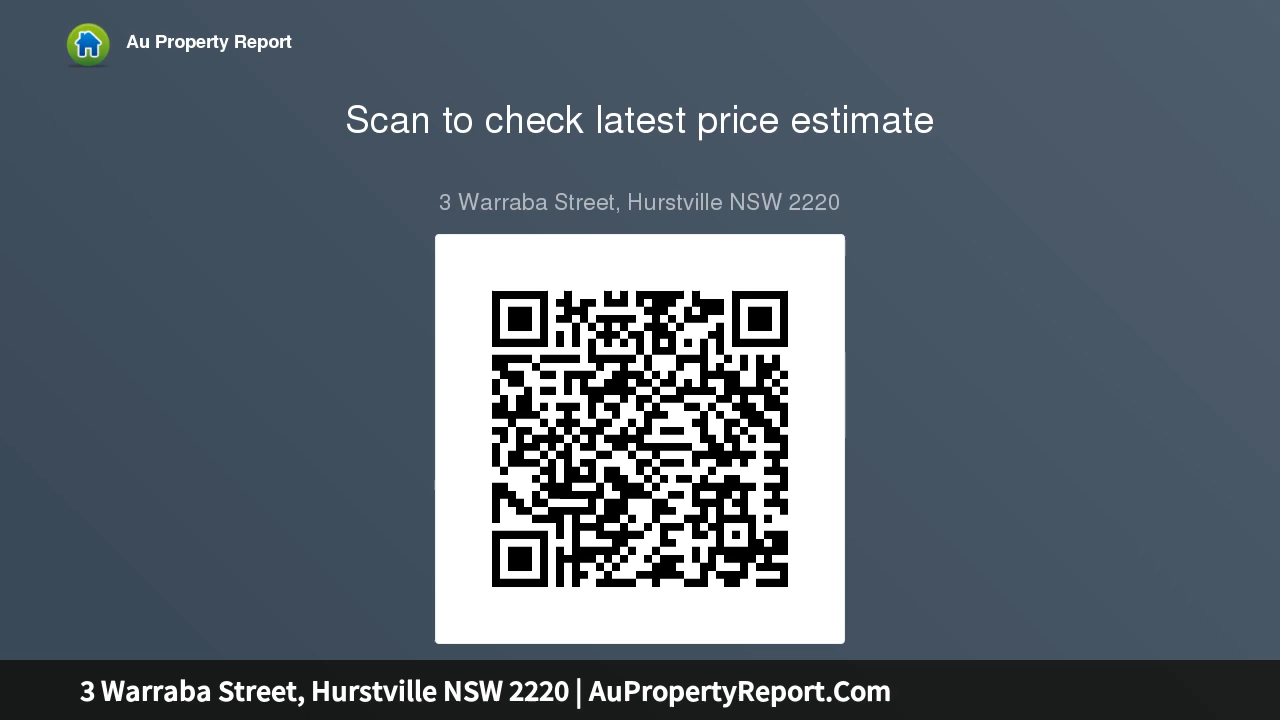 Au Property Report
Scan to check latest price estimate
3 Warraba Street, Hurstville NSW 2220
3 Warraba Street, Hurstville NSW 2220 | AuPropertyReport.Com